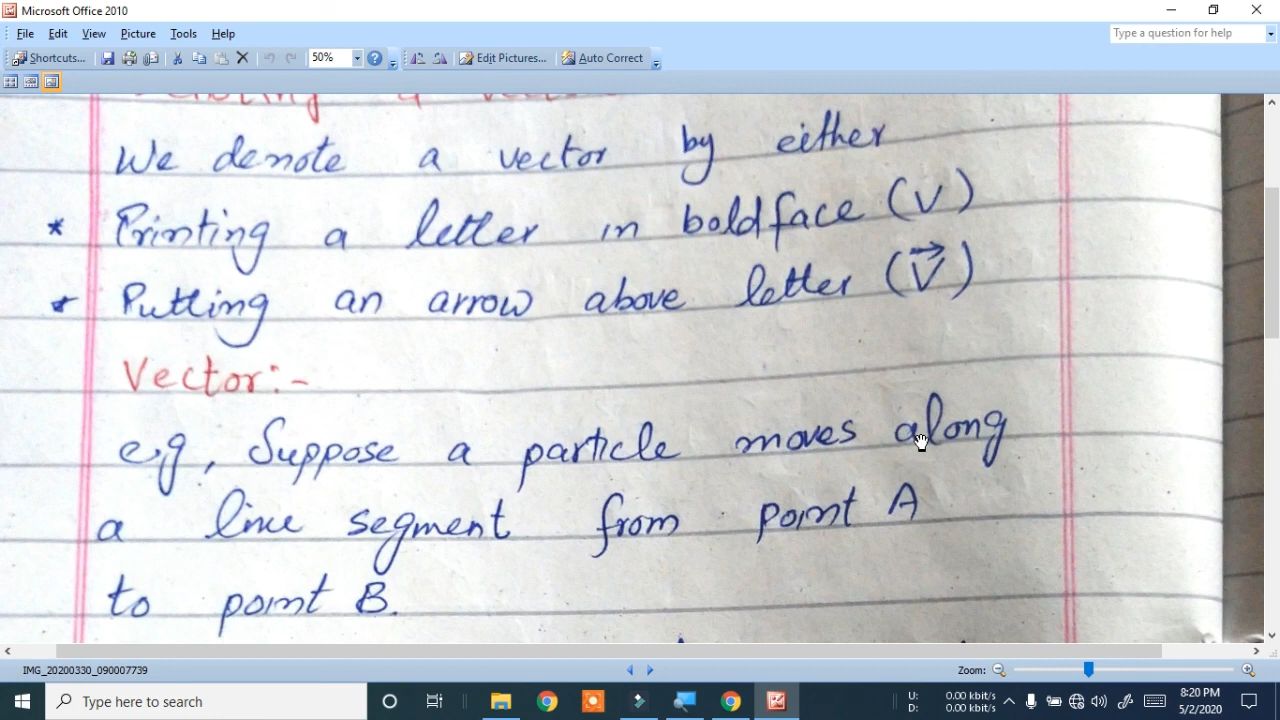 Microsoft Office 2010
File Edit View Picture Tools Help
Type a question for help
Shortcuts... 50% Edit Pictures... Auto Correct
We denote a vector by either
* Printing a letter in boldface (V)
* Putting an arrow above letter (V⃗)
Vector:-
e.g, Suppose a particle moves along
a line segment from point A
to point B.
IMG_20200330_090007739
Zoom:
Type here to search
U: 0.00 kbit/s
D: 0.00 kbit/s
8:20 PM
5/2/2020